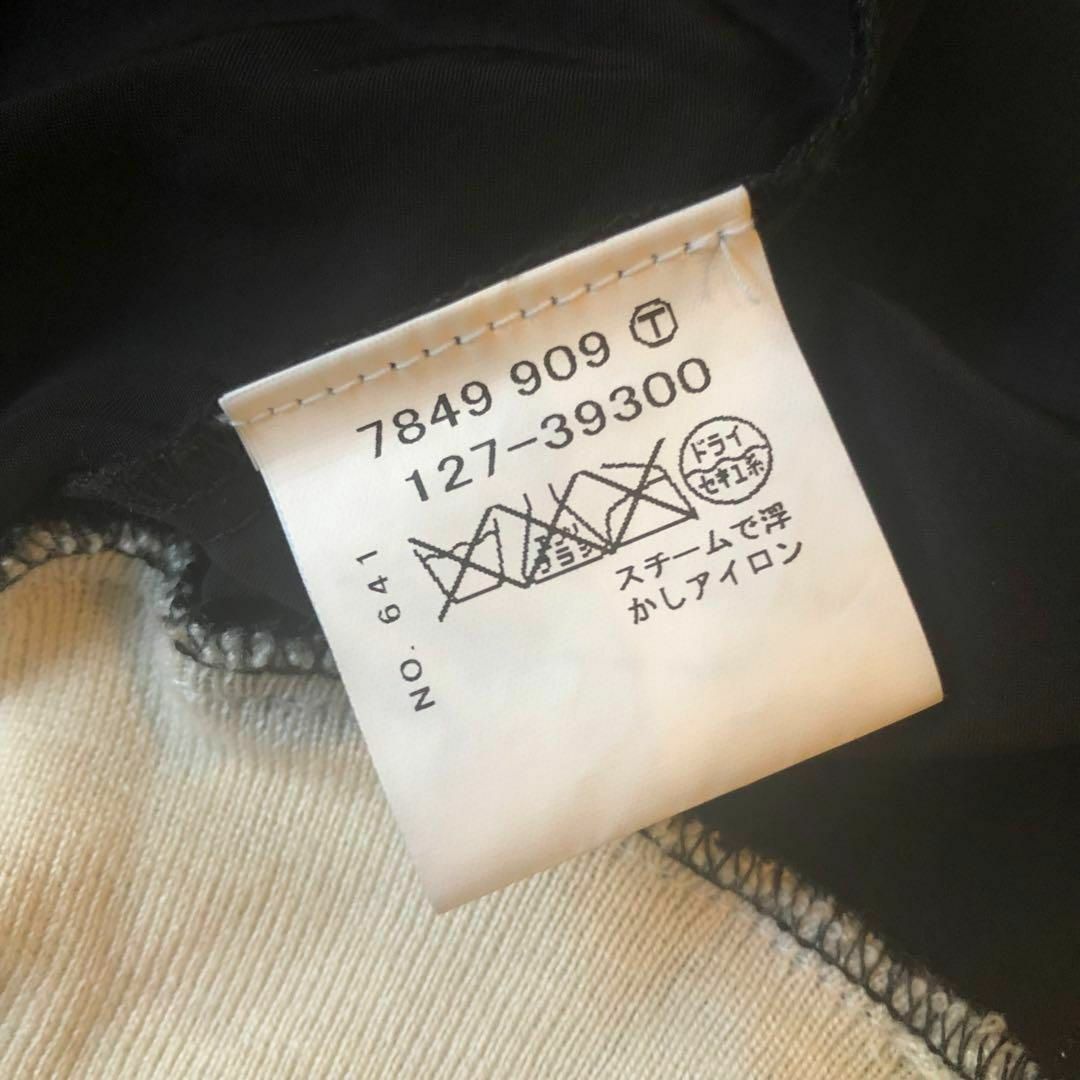 7849 909 Ⓣ
127-39300
ドライ
セキユ系
スチームで浮
かしアイロン
NO. 641